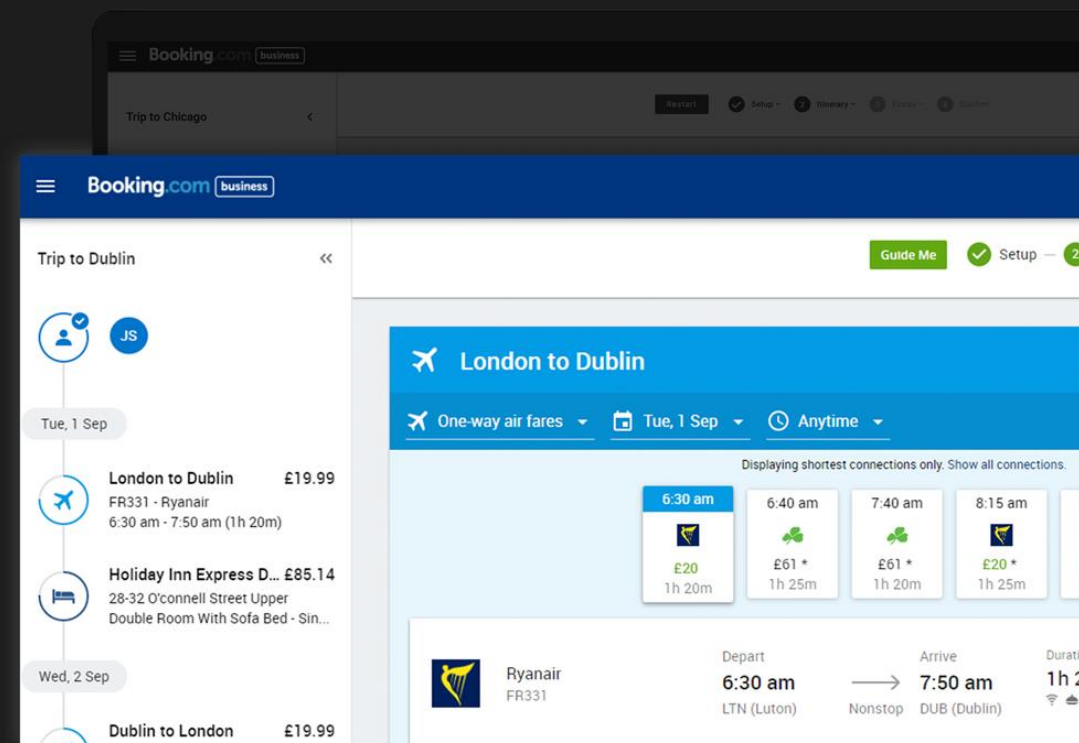 Booking.com business
Trip to Chicago
Restart
Setup
2
Itinerary
Booking.com business
Trip to Dublin
Guide Me
Setup
2
JS
London to Dublin
Tue, 1 Sep
One-way air fares
Tue, 1 Sep
Anytime
Displaying shortest connections only. Show all connections.
London to Dublin £19.99
FR331 - Ryanair
6:30 am - 7:50 am (1h 20m)
6:30 am 6:40 am 7:40 am 8:15 am
£20 £61 * £61 * £20 *
1h 20m 1h 25m 1h 20m 1h 25m
Holiday Inn Express D... £85.14
28-32 O'connell Street Upper
Double Room With Sofa Bed - Sin...
Wed, 2 Sep
Dublin to London £19.99
Ryanair
FR331
Depart
6:30 am
LTN (Luton)
Nonstop
Arrive
7:50 am
DUB (Dublin)
Durati
1h 2